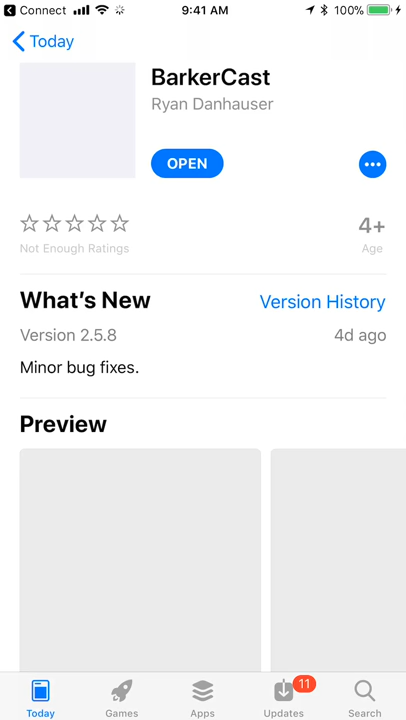 Connect 9:41 AM 100%
Today
BarkerCast
Ryan Danhauser
OPEN
4+
Not Enough Ratings Age
What's New Version History
Version 2.5.8 4d ago
Minor bug fixes.
Preview
11
Today Games Apps Updates Search